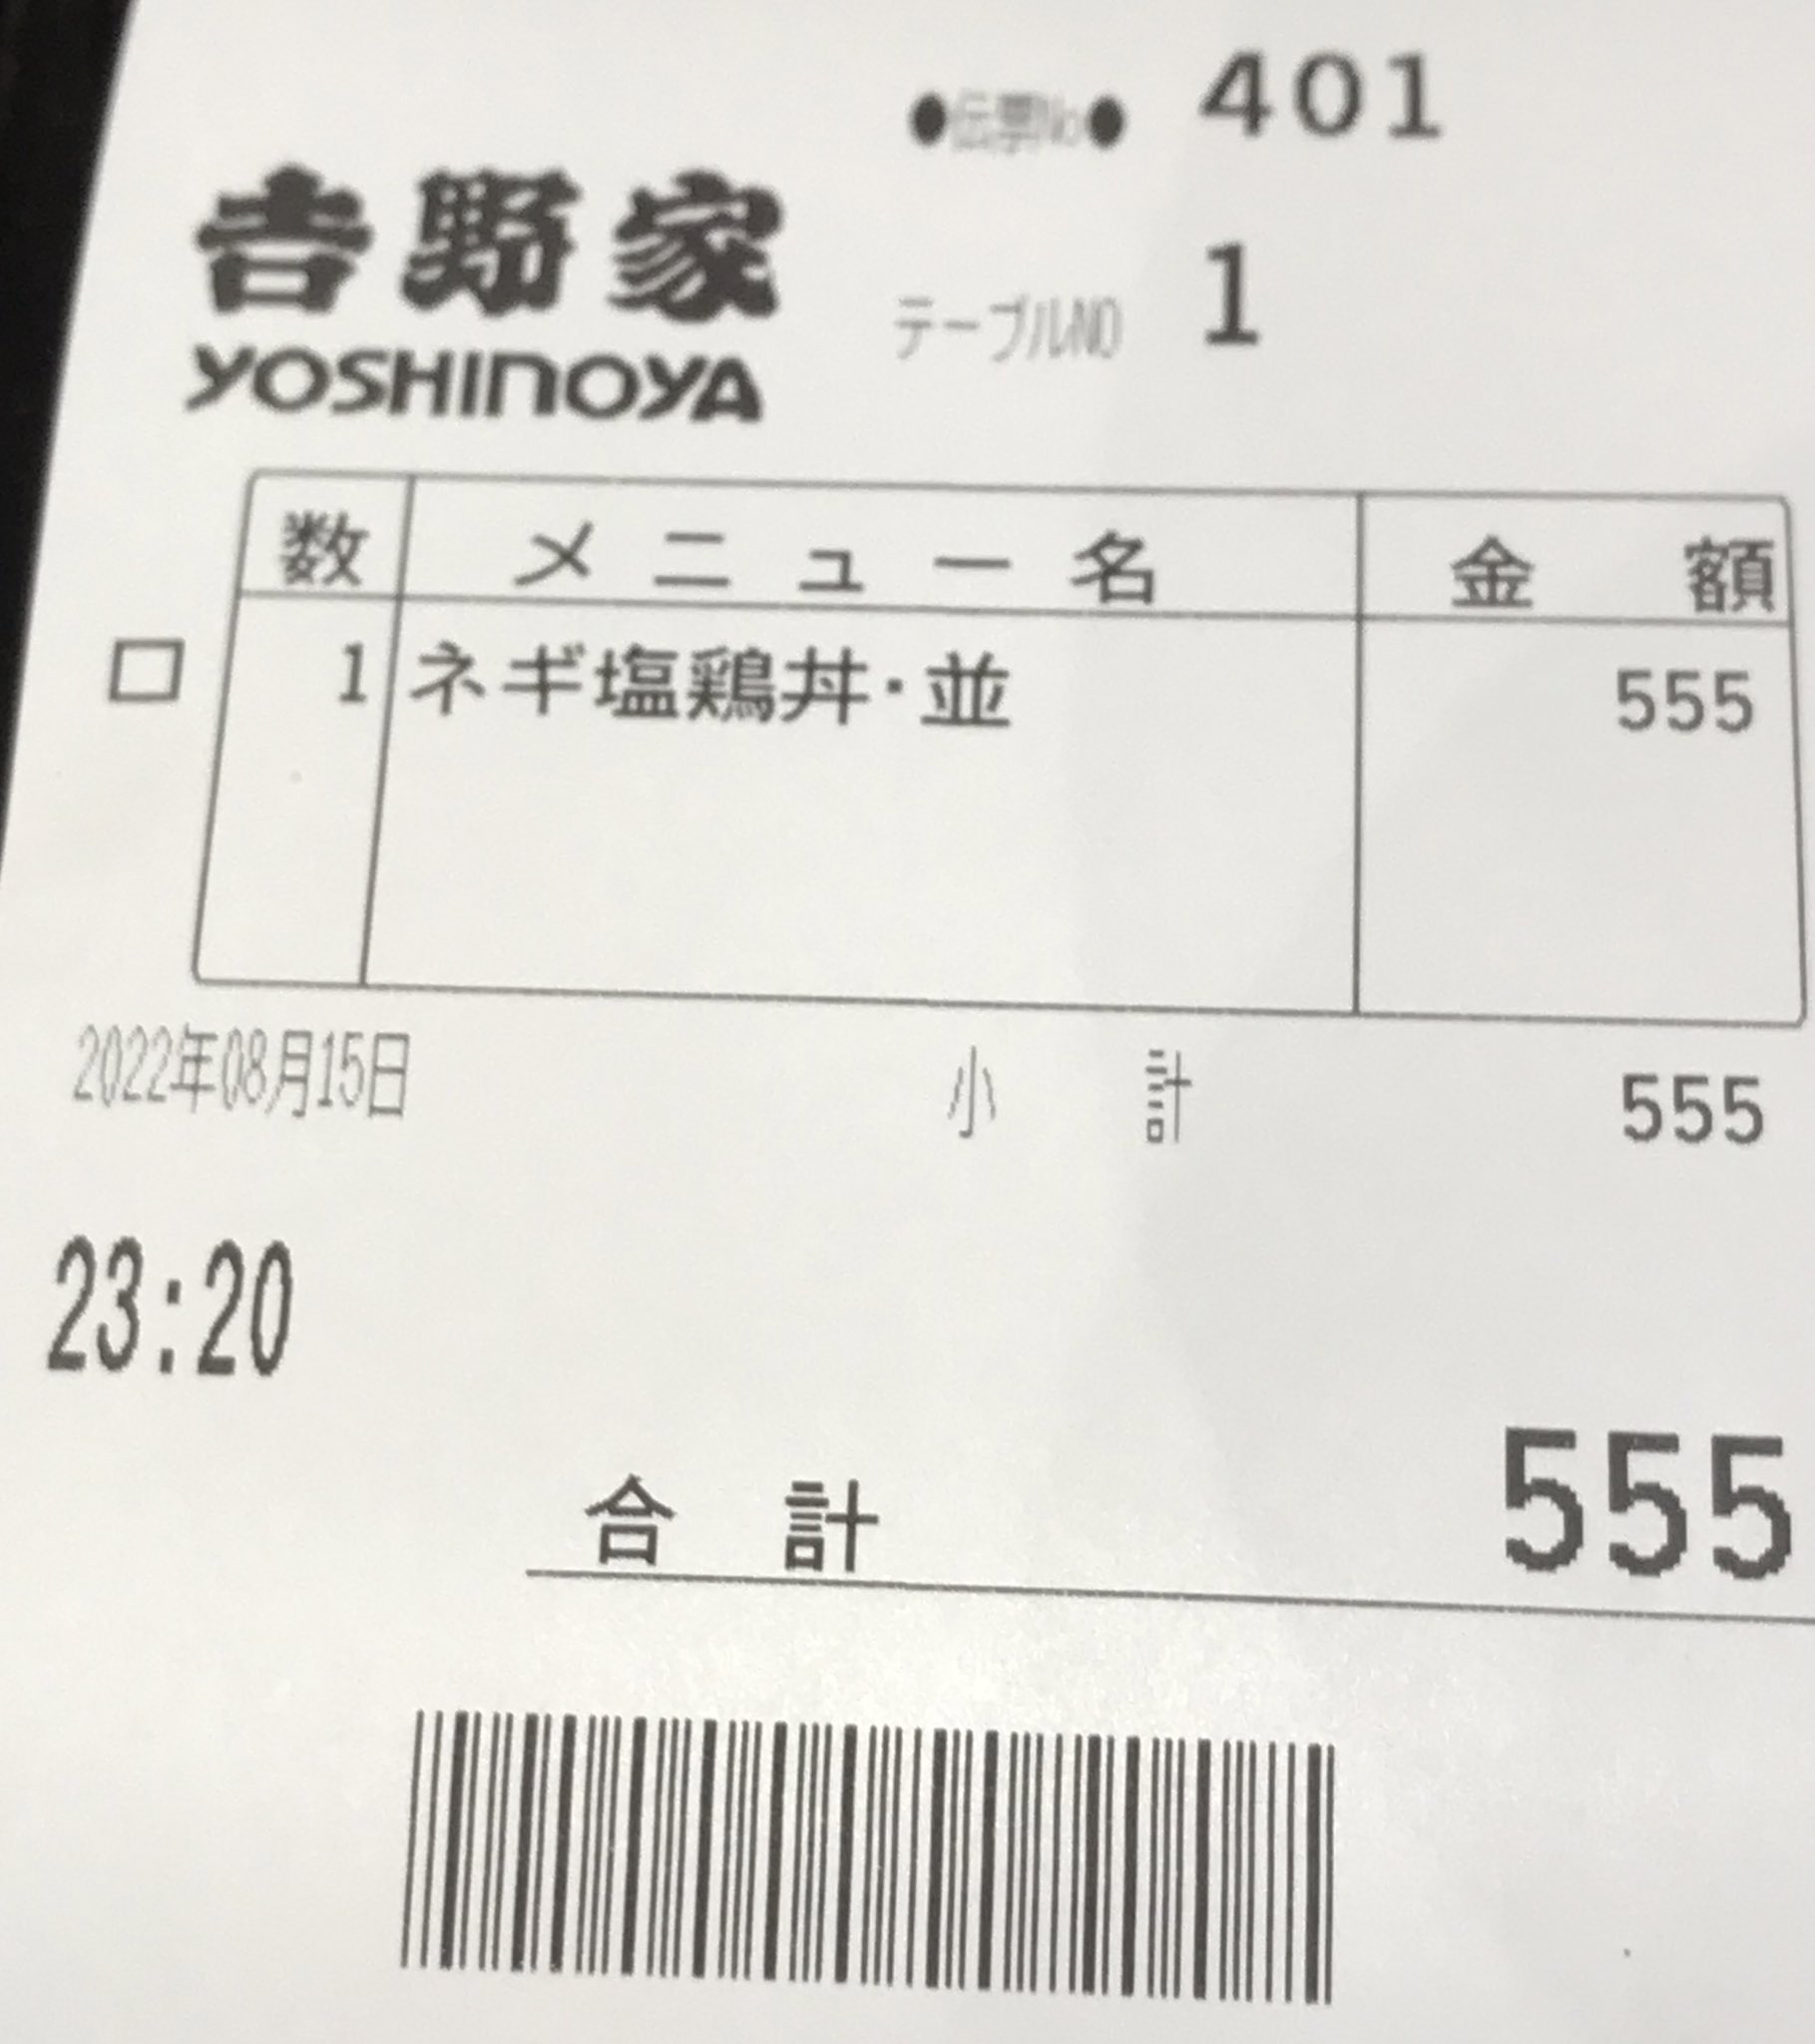 ●伝票No● 401
𠮷野家
YOSHINOYA
テーブルNO 1
数 メニュー名 金額
1 ネギ塩鶏丼･並 555
2022年08月15日 小計 555
23:20
合計 555